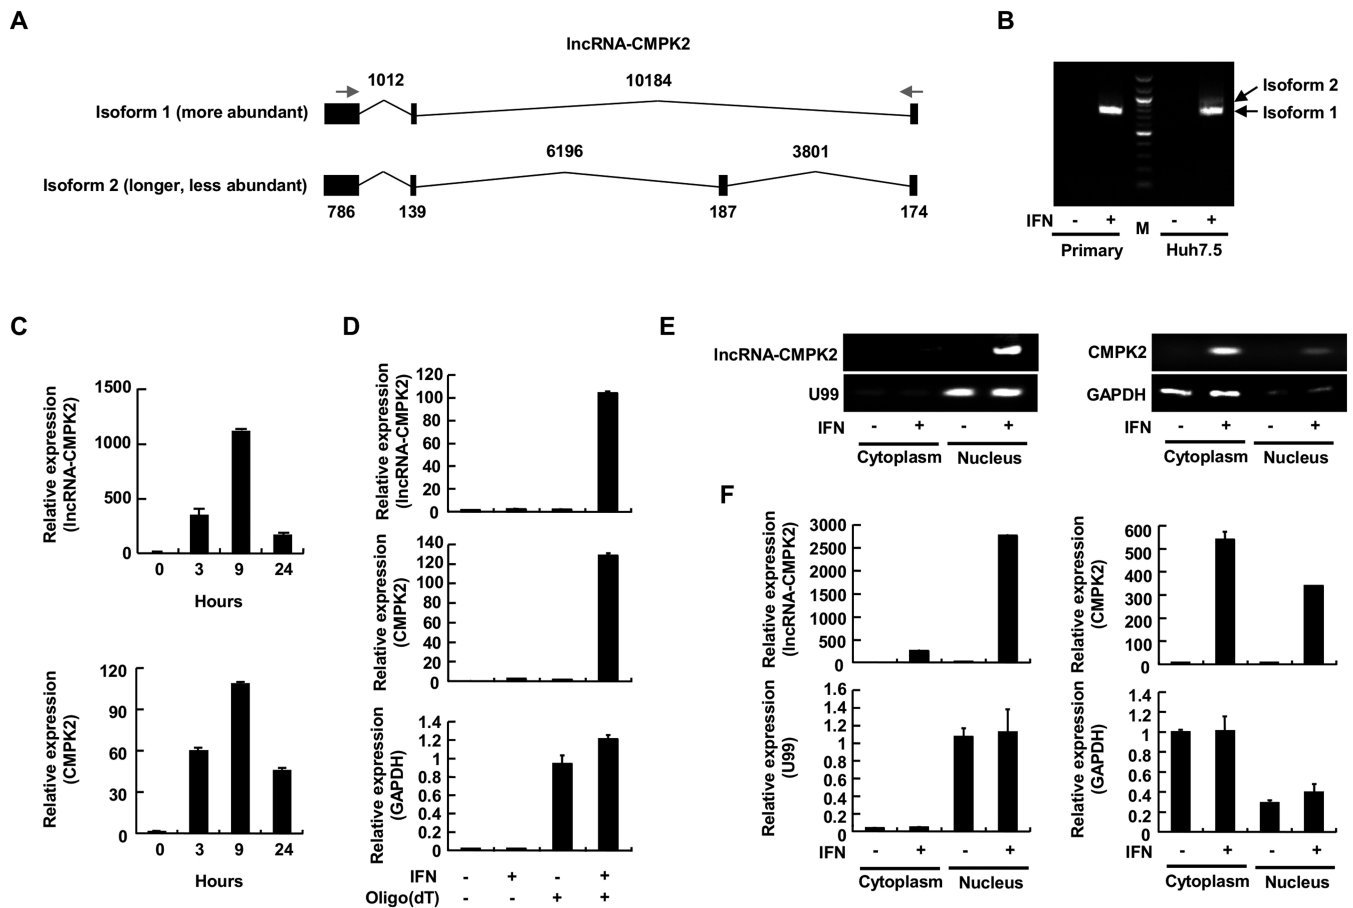 A
lncRNA-CMPK2
1012
10184
Isoform 1 (more abundant)
6196
3801
Isoform 2 (longer, less abundant)
786
139
187
174
B
Isoform 2
Isoform 1
IFN
-
+
M
-
+
Primary
Huh7.5
C
Relative expression
(lncRNA-CMPK2)
1500
1000
500
0
0
3
9
24
Hours
Relative expression
(CMPK2)
120
90
60
30
0
0
3
9
24
Hours
D
Relative expression
(lncRNA-CMPK2)
120
100
80
60
40
20
0
Relative expression
(CMPK2)
140
120
100
80
60
40
20
0
Relative expression
(GAPDH)
1.4
1.2
1
0.8
0.6
0.4
0.2
0
IFN
-
+
-
+
Oligo(dT)
-
-
+
+
E
lncRNA-CMPK2
U99
IFN
-
+
-
+
Cytoplasm
Nucleus
CMPK2
GAPDH
IFN
-
+
-
+
Cytoplasm
Nucleus
F
Relative expression
(lncRNA-CMPK2)
3000
2500
2000
1500
1000
500
0
Relative expression
(U99)
1.6
1.4
1.2
1
0.8
0.6
0.4
0.2
0
IFN
-
+
-
+
Cytoplasm
Nucleus
Relative expression
(CMPK2)
600
500
400
300
200
100
0
Relative expression
(GAPDH)
1.4
1.2
1
0.8
0.6
0.4
0.2
0
IFN
-
+
-
+
Cytoplasm
Nucleus